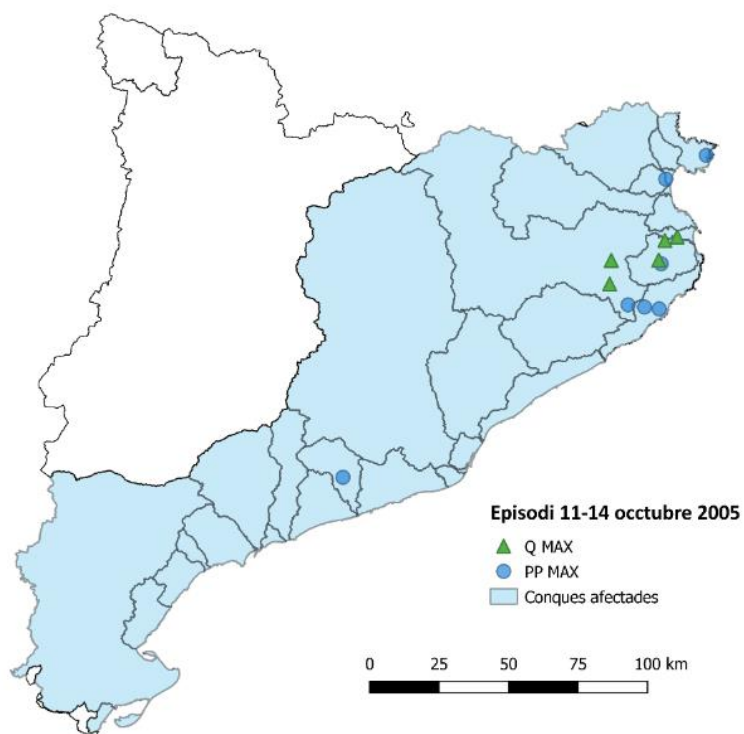 Episodi 11-14 occtubre 2005
Q MAX
PP MAX
Conques afectades
0 25 50 75 100 km